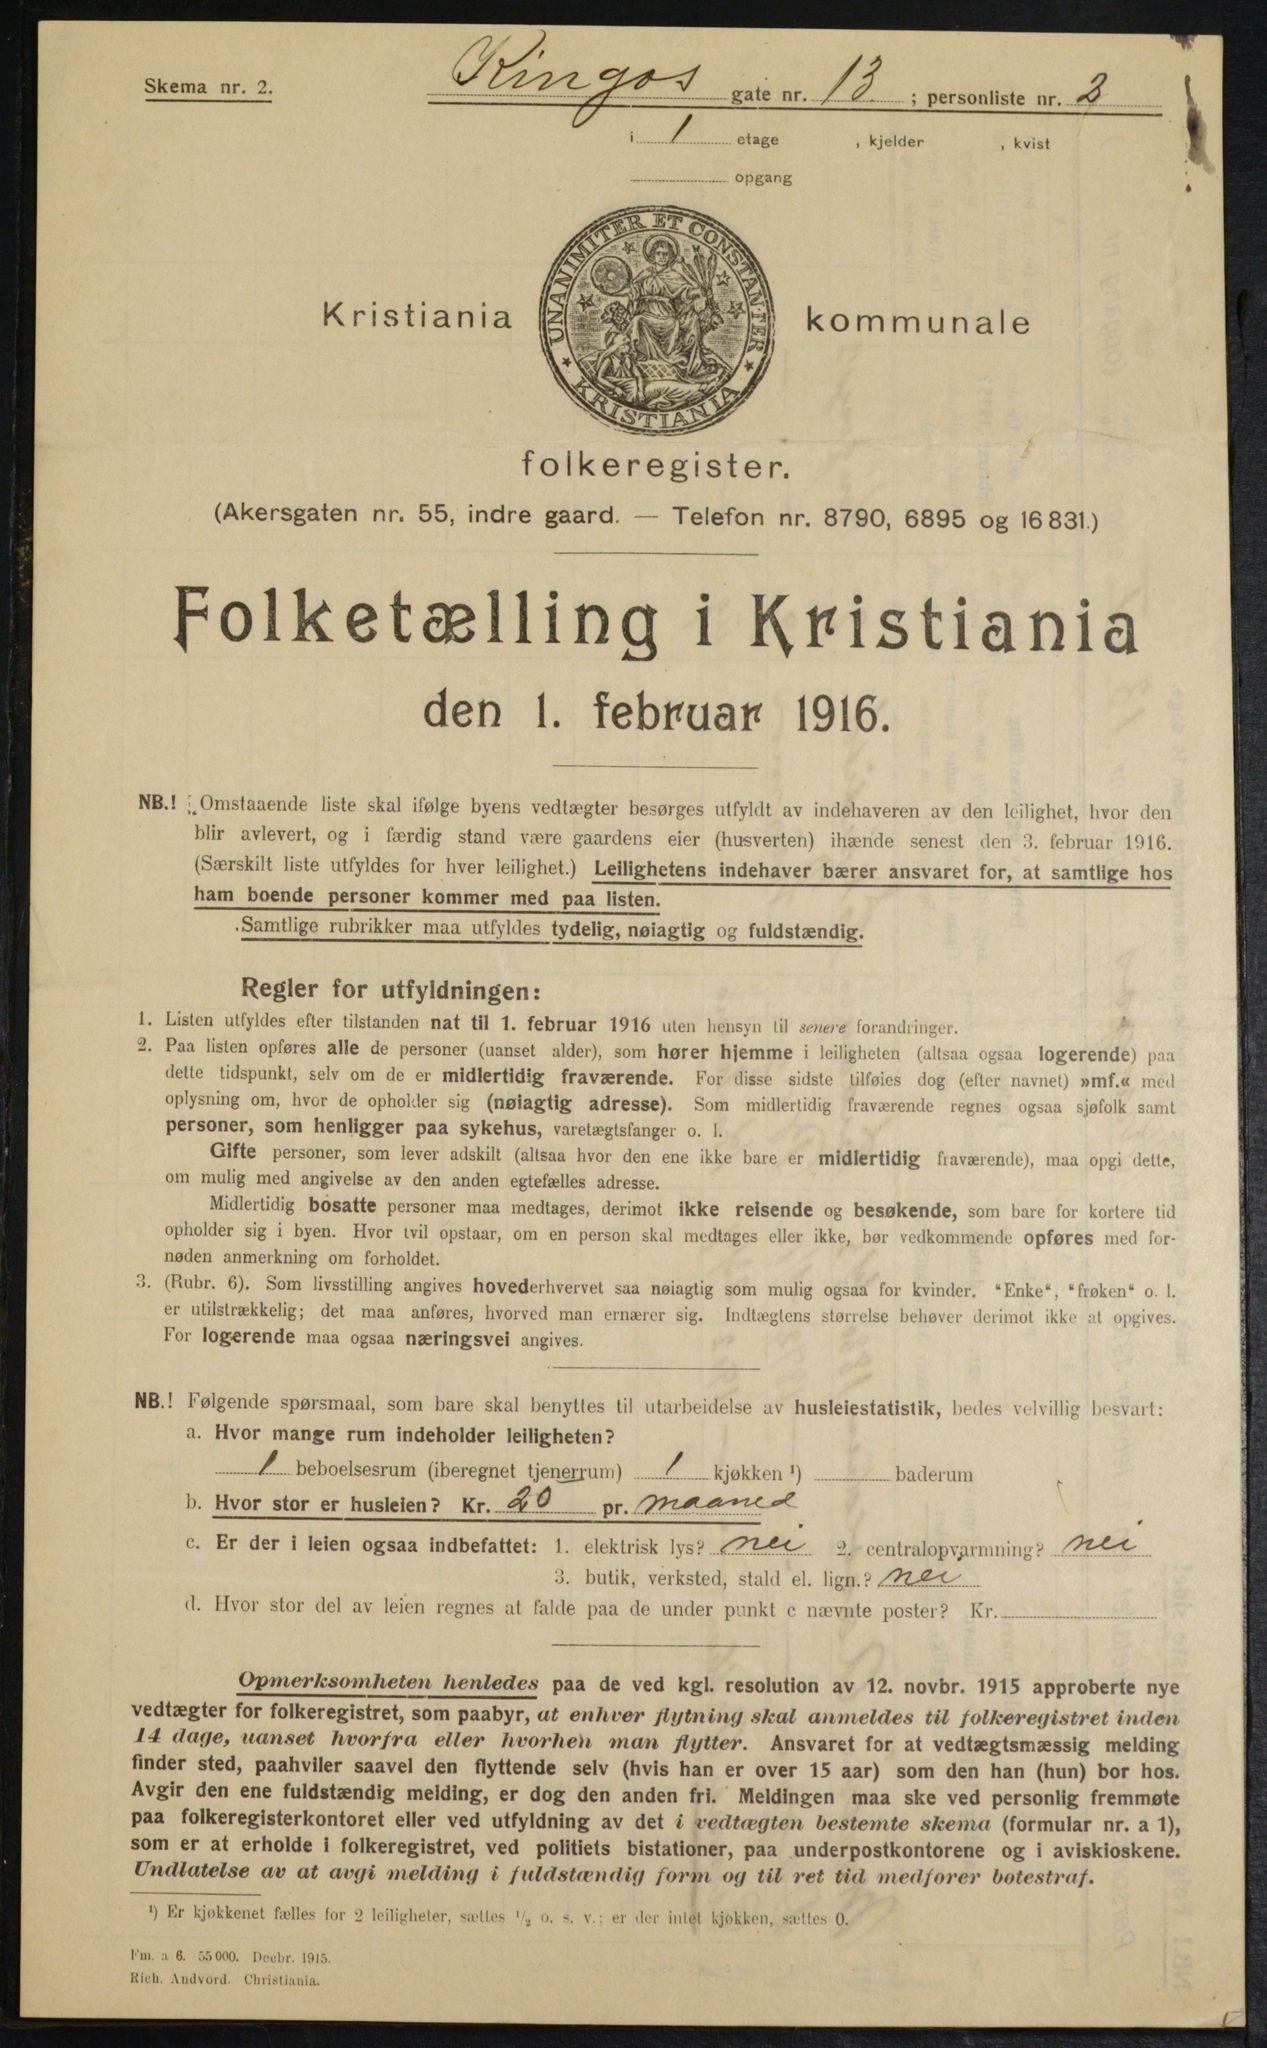 Skema nr. 2.
Kingos gate nr. 13. ; personliste nr. 2
i 1 etage , kjelder , kvist
opgang
UNANIMITER ET CONSTANTER
KRISTIANIA
Kristiania kommunale
folkeregister.
(Akersgaten nr. 55, indre gaard. — Telefon nr. 8790, 6895 og 16831.)
Folketælling i Kristiania
den 1. februar 1916.
NB.! Omstaaende liste skal ifølge byens vedtægter besørges utfyldt av indehaveren av den leilighet, hvor den
blir avlevert, og i færdig stand være gaardens eier (husverten) ihænde senest den 3. februar 1916.
(Særskilt liste utfyldes for hver leilighet.) Leilighetens indehaver bærer ansvaret for, at samtlige hos
ham boende personer kommer med paa listen.
Samtlige rubrikker maa utfyldes tydelig, nøiagtig og fuldstændig.
Regler for utfyldningen:
1. Listen utfyldes efter tilstanden nat til 1. februar 1916 uten hensyn til senere forandringer.
2. Paa listen opføres alle de personer (uanset alder), som hører hjemme i leiligheten (altsaa ogsaa logerende) paa
dette tidspunkt, selv om de er midlertidig fraværende. For disse sidste tilføies dog (efter navnet) »mf.« med
oplysning om, hvor de opholder sig (nøiagtig adresse). Som midlertidig fraværende regnes ogsaa sjøfolk samt
personer, som henligger paa sykehus, varetægtsfanger o. l.
Gifte personer, som lever adskilt (altsaa hvor den ene ikke bare er midlertidig fraværende), maa opgi dette,
om mulig med angivelse av den anden egtefælles adresse.
Midlertidig bosatte personer maa medtages, derimot ikke reisende og besøkende, som bare for kortere tid
opholder sig i byen. Hvor tvil opstaar, om en person skal medtages eller ikke, bør vedkommende opføres med for-
nøden anmerkning om forholdet.
3. (Rubr. 6). Som livsstilling angives hovederhvervet saa nøiagtig som mulig ogsaa for kvinder. "Enke", "frøken" o. l.
er utilstrækkelig; det maa anføres, hvorved man ernærer sig. Indtægtens størrelse behøver derimot ikke at opgives.
For logerende maa ogsaa næringsvei angives.
NB.! Følgende spørsmaal, som bare skal benyttes til utarbeidelse av husleiestatistik, bedes velvillig besvart:
a. Hvor mange rum indeholder leiligheten?
1 beboelsesrum (iberegnet tjenerrum) 1 kjøkken ¹) baderum
b. Hvor stor er husleien? Kr. 20 pr. maaned
c. Er der i leien ogsaa indbefattet: 1. elektrisk lys? nei 2. centralopvarmning? nei
3. butik, verksted, stald el. lign.? nei
d. Hvor stor del av leien regnes at falde paa de under punkt c nævnte poster? Kr.
Opmerksomheten henledes paa de ved kgl. resolution av 12. novbr. 1915 approberte nye
vedtægter for folkeregistret, som paabyr, at enhver flytning skal anmeldes til folkeregistret inden
14 dage, uanset hvorfra eller hvorhen man flytter. Ansvaret for at vedtægtsmæssig melding
finder sted, paahviler saavel den flyttende selv (hvis han er over 15 aar) som den han (hun) bor hos.
Avgir den ene fuldstændig melding, er dog den anden fri. Meldingen maa ske ved personlig fremmøte
paa folkeregisterkontoret eller ved utfyldning av det i vedtægten bestemte skema (formular nr. a 1),
som er at erholde i folkeregistret, ved politiets bistationer, paa underpostkontorene og i aviskioskene.
Undlatelse av at avgi melding i fuldstændig form og til ret tid medfører botestraf.
¹) Er kjøkkenet fælles for 2 leiligheter, sættes ¹/₂ o. s. v.; er der intet kjøkken, sættes 0.
Fm. a 6. 55000. Decbr. 1915.
Rich. Andvord. Christiania.